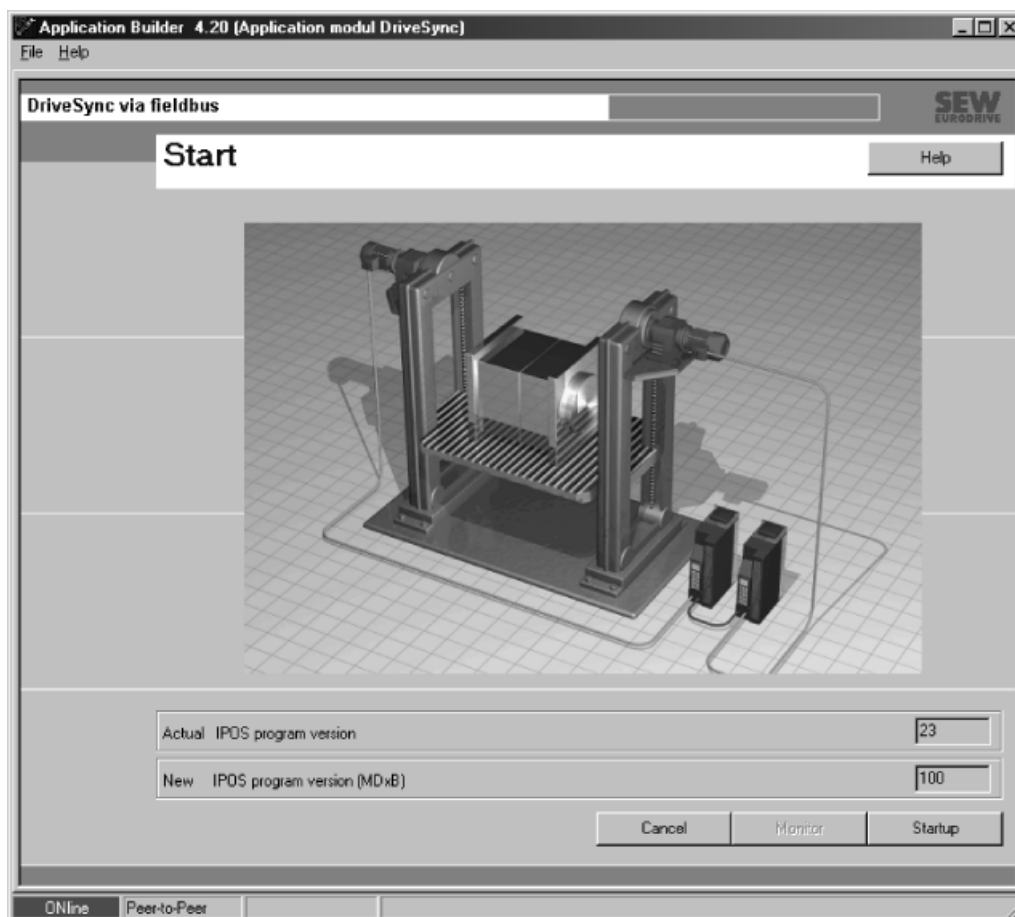 Application Builder 4.20 (Application modul DriveSync)
File Help
DriveSync via fieldbus
SEW
EURODRIVE
Start
Help
Actual IPOS program version 23
New IPOS program version (MDxB) 100
Cancel Monitor Startup
ONline Peer-to-Peer